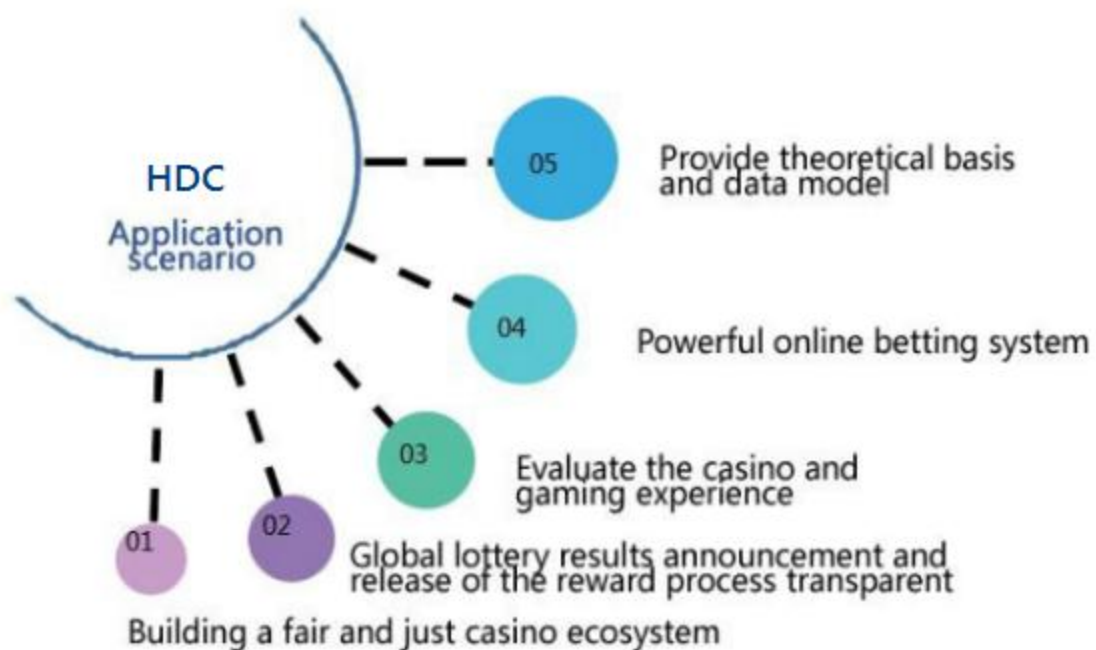 HDC
Application
scenario
05
Provide theoretical basis
and data model
04
Powerful online betting system
03
Evaluate the casino and
gaming experience
02
Global lottery results announcement and
release of the reward process transparent
01
Building a fair and just casino ecosystem